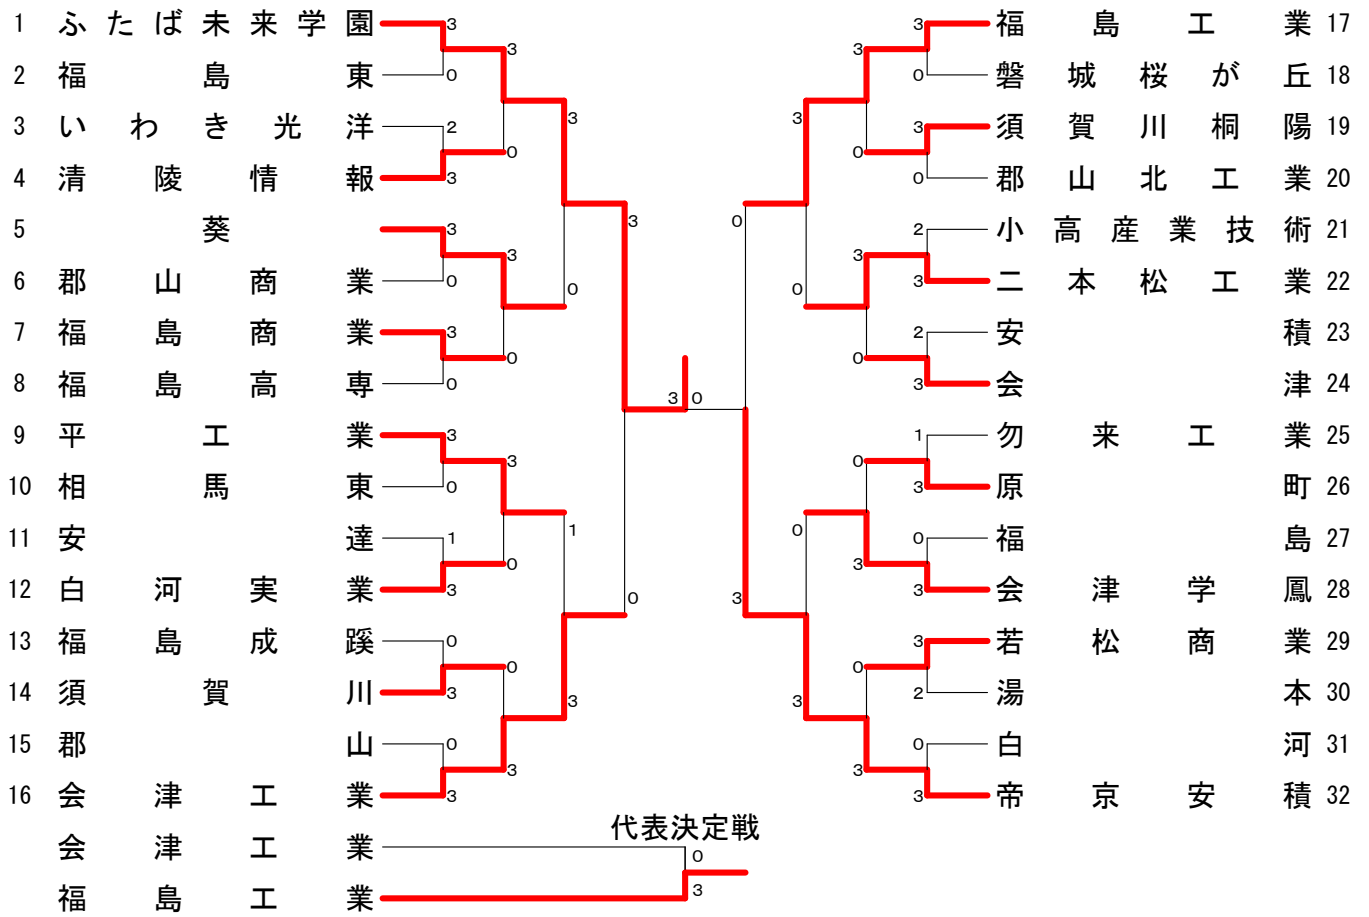 1 ふたば未来学園 3 3 福島工業 17
3 3
2 福島東 0 0 磐城桜が丘 18
3 3
3 いわき光洋 2 3 須賀川桐陽 19
0 0
4 清陵情報 3 0 郡山北工業 20
3 0
5 葵 3 2 小高産業技術 21
3 3
6 郡山商業 0 3 二本松工業 22
0 0
7 福島商業 3 2 安積 23
0 0
8 福島高専 0 3 会津 24
3 0
9 平工業 3 1 勿来工業 25
3 0
10 相馬東 0 3 原町 26
1 0
11 安達 1 0 福島 27
0 3
12 白河実業 3 3 会津学鳳 28
0 3
13 福島成蹊 0 3 若松商業 29
0 0
14 須賀川 3 2 湯本 30
3 3
15 郡山 0 0 白河 31
3 3
16 会津工業 3 3 帝京安積 32
代表決定戦
会津工業 0
福島工業 3